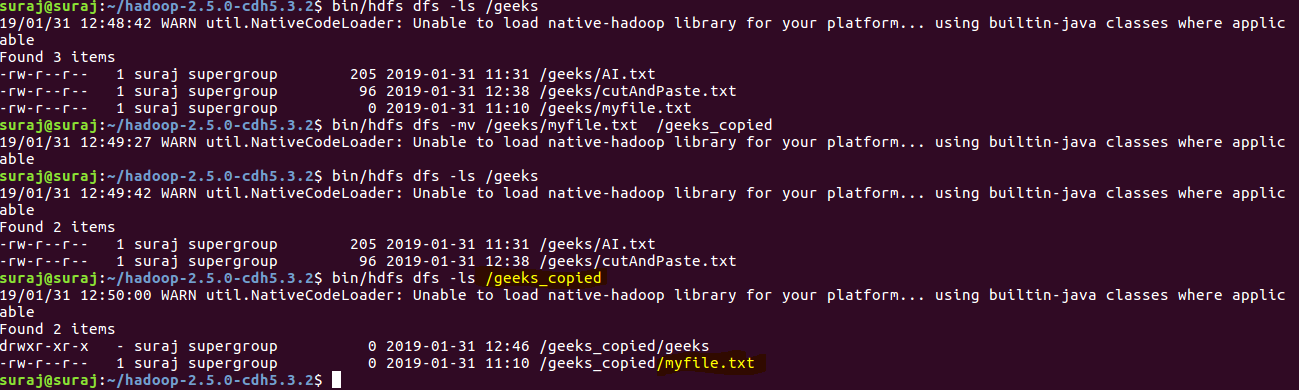 suraj@suraj:~/hadoop-2.5.0-cdh5.3.2$ bin/hdfs dfs -ls /geeks
19/01/31 12:48:42 WARN util.NativeCodeLoader: Unable to load native-hadoop library for your platform... using builtin-java classes where applic
able
Found 3 items
-rw-r--r--   1 suraj supergroup        205 2019-01-31 11:31 /geeks/AI.txt
-rw-r--r--   1 suraj supergroup         96 2019-01-31 12:38 /geeks/cutAndPaste.txt
-rw-r--r--   1 suraj supergroup          0 2019-01-31 11:10 /geeks/myfile.txt
suraj@suraj:~/hadoop-2.5.0-cdh5.3.2$ bin/hdfs dfs -mv /geeks/myfile.txt  /geeks_copied
19/01/31 12:49:27 WARN util.NativeCodeLoader: Unable to load native-hadoop library for your platform... using builtin-java classes where applic
able
suraj@suraj:~/hadoop-2.5.0-cdh5.3.2$ bin/hdfs dfs -ls /geeks
19/01/31 12:49:42 WARN util.NativeCodeLoader: Unable to load native-hadoop library for your platform... using builtin-java classes where applic
able
Found 2 items
-rw-r--r--   1 suraj supergroup        205 2019-01-31 11:31 /geeks/AI.txt
-rw-r--r--   1 suraj supergroup         96 2019-01-31 12:38 /geeks/cutAndPaste.txt
suraj@suraj:~/hadoop-2.5.0-cdh5.3.2$ bin/hdfs dfs -ls /geeks_copied
19/01/31 12:50:00 WARN util.NativeCodeLoader: Unable to load native-hadoop library for your platform... using builtin-java classes where applic
able
Found 2 items
drwxr-xr-x   - suraj supergroup          0 2019-01-31 12:46 /geeks_copied/geeks
-rw-r--r--   1 suraj supergroup          0 2019-01-31 11:10 /geeks_copied/myfile.txt
suraj@suraj:~/hadoop-2.5.0-cdh5.3.2$